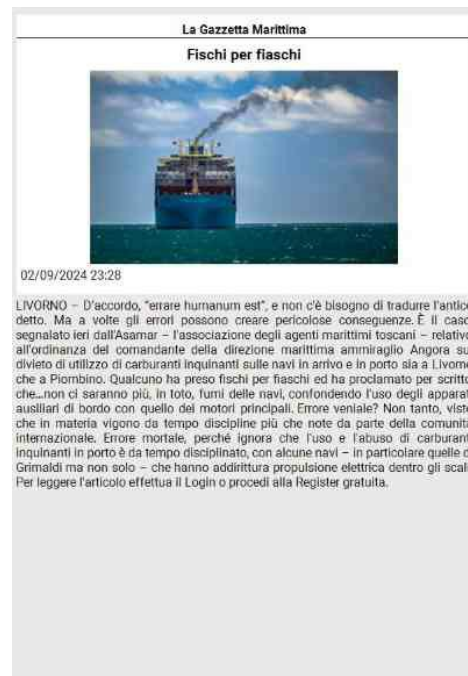 La Gazzetta Marittima
Fischi per fiaschi
02/09/2024 23:28
LIVORNO – D'accordo, "errare humanum est", e non c'è bisogno di tradurre l'antico
detto. Ma a volte gli errori possono creare pericolose conseguenze. È il caso
segnalato ieri dall'Asamar – l'associazione degli agenti marittimi toscani – relativo
all'ordinanza del comandante della direzione marittima ammiraglio Angora su
divieto di utilizzo di carburanti inquinanti sulle navi in arrivo e in porto sia a Livorno
che a Piombino. Qualcuno ha preso fischi per fiaschi ed ha proclamato per scritto
che…non ci saranno più, in toto, fumi delle navi, confondendo l'uso degli apparat
ausiliari di bordo con quello dei motori principali. Errore veniale? Non tanto, visto
che in materia vigono da tempo discipline più che note da parte della comunità
internazionale. Errore mortale, perché ignora che l'uso e l'abuso di carburant
inquinanti in porto è da tempo disciplinato, con alcune navi – in particolare quelle d
Grimaldi ma non solo – che hanno addirittura propulsione elettrica dentro gli scali
Per leggere l'articolo effettua il Login o procedi alla Register gratuita.